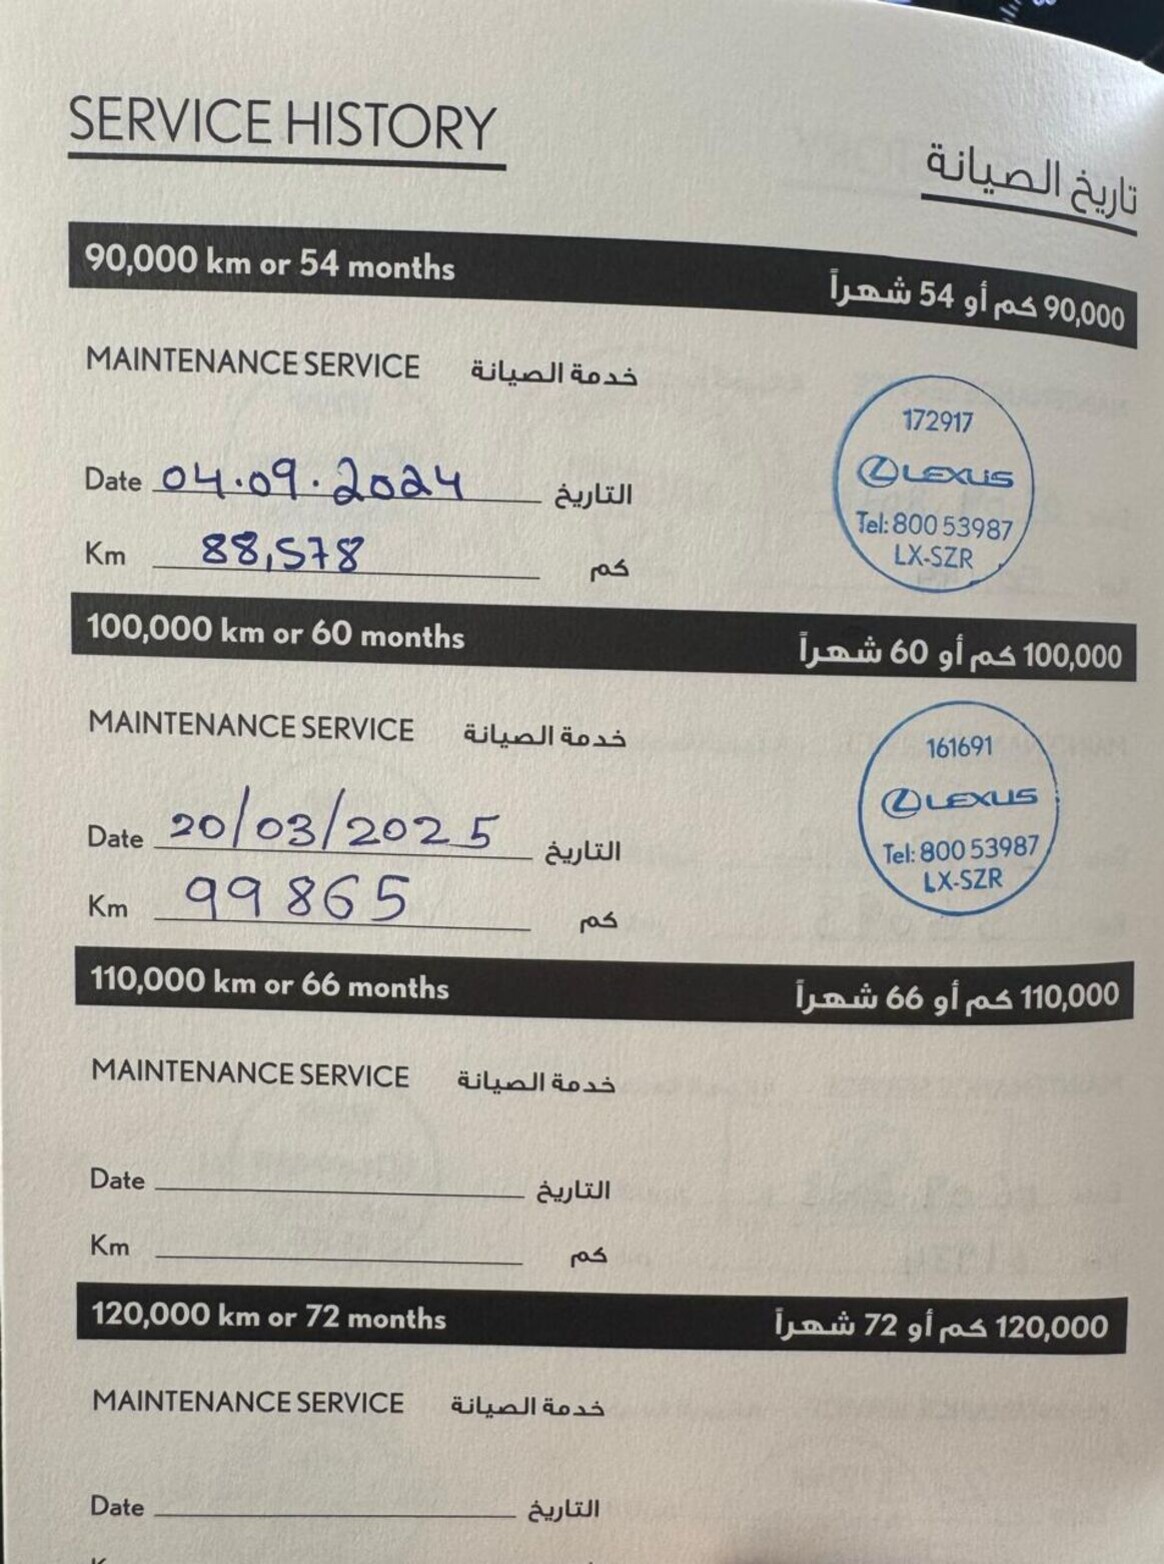 SERVICE HISTORY
تاريخ الصيانة
90,000 km or 54 months
90,000 كم أو 54 شهراً
MAINTENANCE SERVICE خدمة الصيانة
172917
LEXUS
Tel: 800 53987
LX-SZR
Date 04.09.2024 التاريخ
Km 88,578 كم
100,000 km or 60 months
100,000 كم أو 60 شهراً
MAINTENANCE SERVICE خدمة الصيانة
161691
LEXUS
Tel: 800 53987
LX-SZR
Date 20/03/2025 التاريخ
Km 99865 كم
110,000 km or 66 months
110,000 كم أو 66 شهراً
MAINTENANCE SERVICE خدمة الصيانة
Date التاريخ
Km كم
120,000 km or 72 months
120,000 كم أو 72 شهراً
MAINTENANCE SERVICE خدمة الصيانة
Date التاريخ